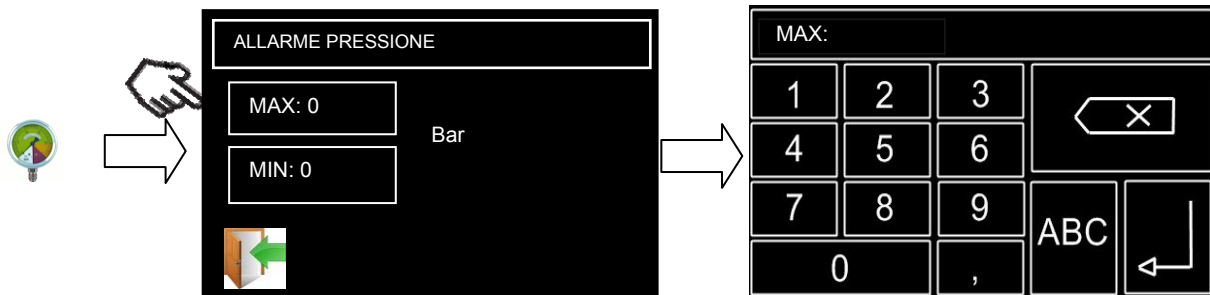 ALLARME PRESSIONE
MAX: 0
Bar
MIN: 0
MAX:
1 2 3
4 5 6
7 8 9
ABC
0 ,